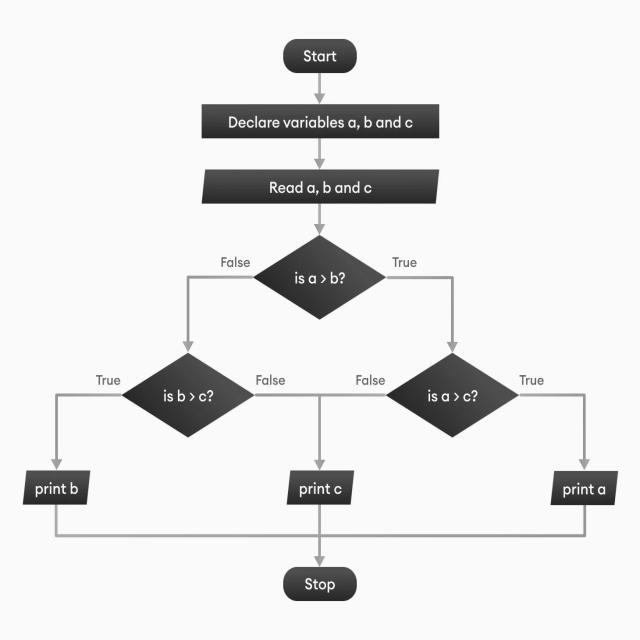 Start
Declare variables a, b and c
Read a, b and c
False
True
is a > b?
True
is b > c?
False
False
is a > c?
True
print b
print c
print a
Stop